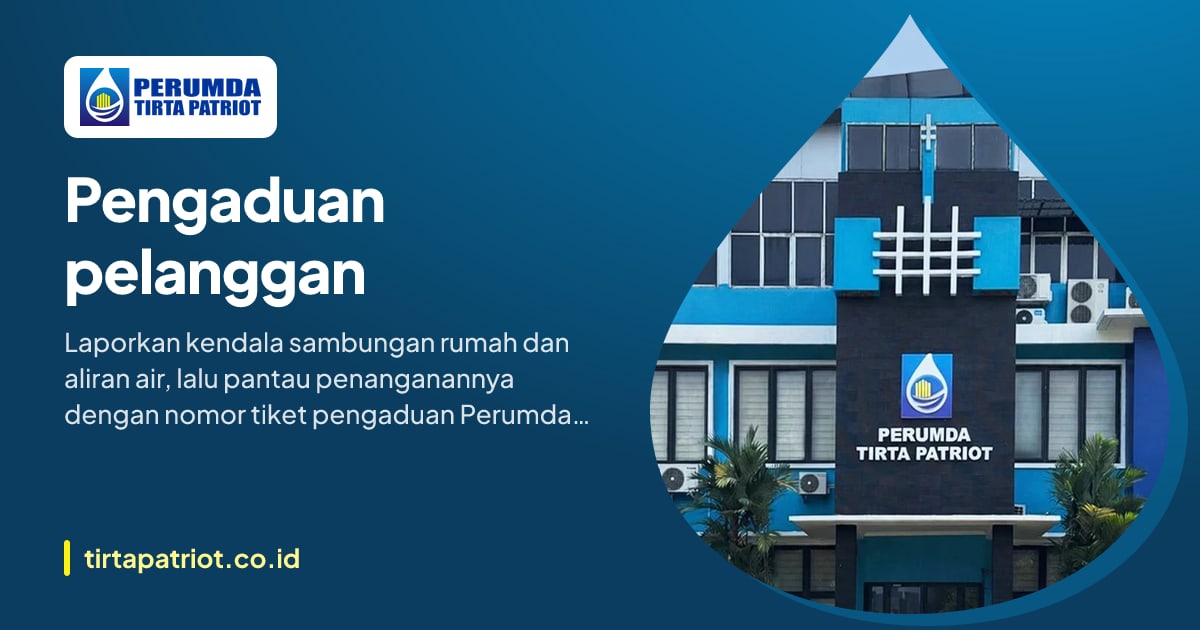 PERUMDA
TIRTA PATRIOT
Pengaduan
pelanggan
Laporkan kendala sambungan rumah dan
aliran air, lalu pantau penanganannya
dengan nomor tiket pengaduan Perumda...
tirtapatriot.co.id
PERUMDA
TIRTA PATRIOT